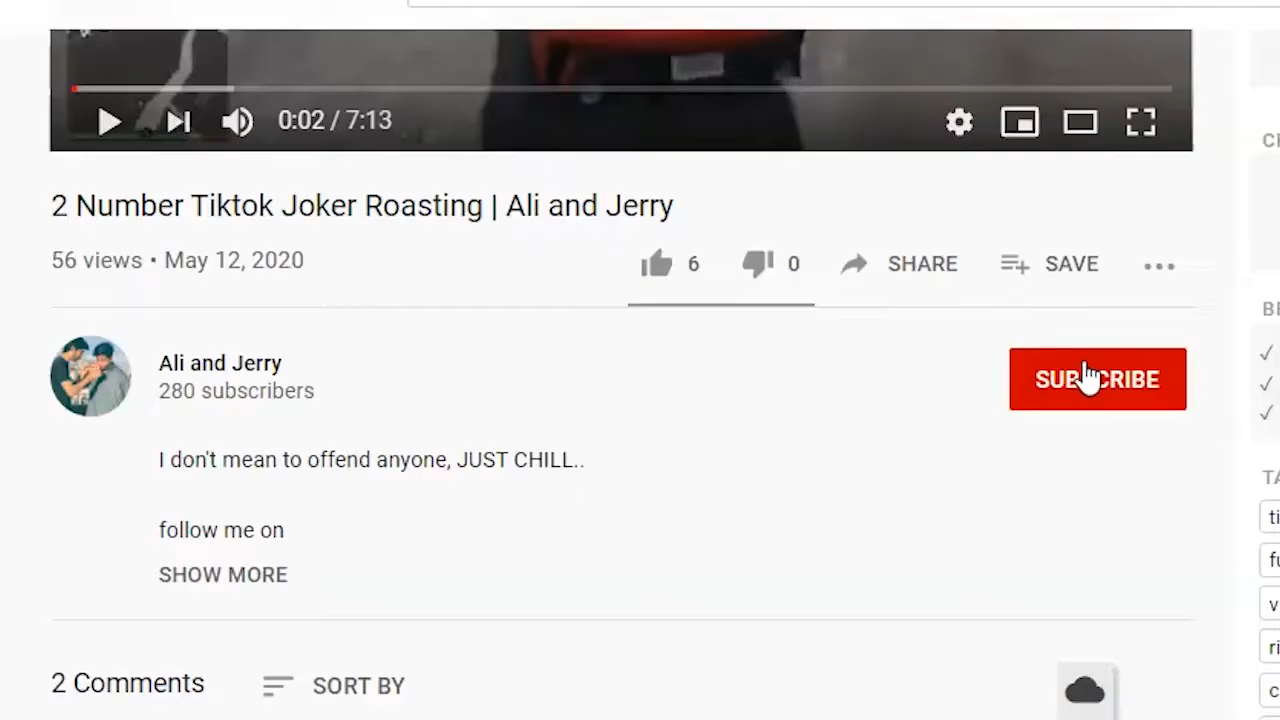 0:02 / 7:13
2 Number Tiktok Joker Roasting | Ali and Jerry
56 views • May 12, 2020
6
0
SHARE
SAVE
Ali and Jerry
280 subscribers
SUBSCRIBE
I don't mean to offend anyone, JUST CHILL..
follow me on
SHOW MORE
2 Comments
SORT BY